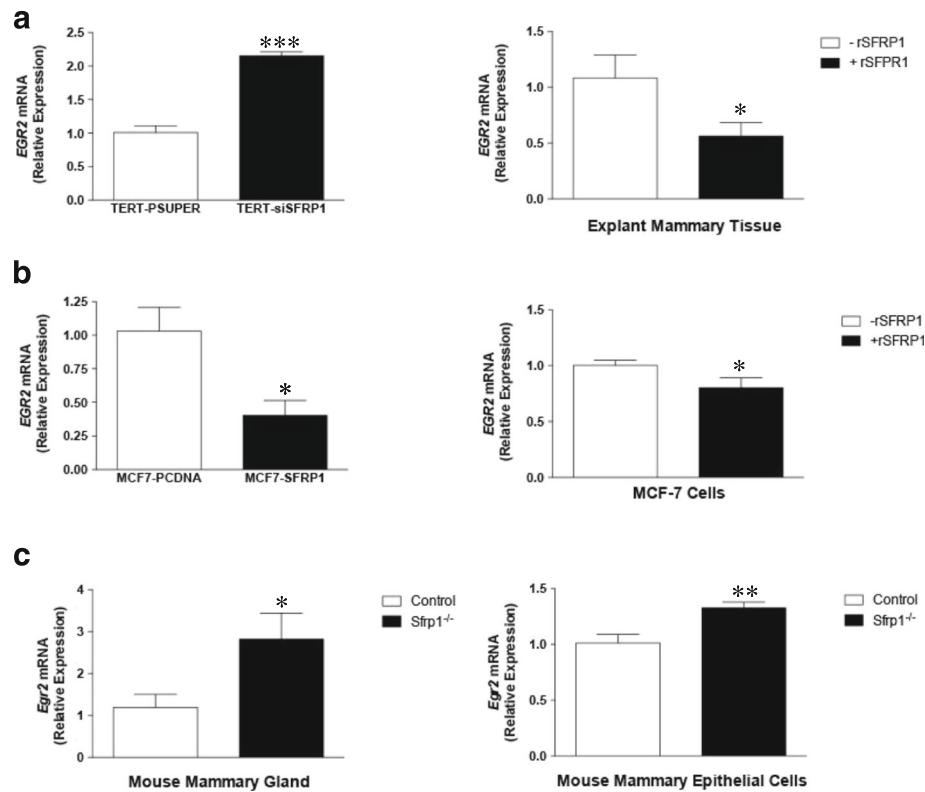 a
EGR2 mRNA
(Relative Expression)
2.5
2.0
1.5
1.0
0.5
0.0
***
TERT-PSUPER TERT-siSFRP1
EGR2 mRNA
(Relative Expression)
1.5
1.0
0.5
0.0
*
Explant Mammary Tissue
- rSFRP1
+ rSFPR1
b
EGR2 mRNA
(Relative Expression)
1.25
1.00
0.75
0.50
0.25
0.00
*
MCF7-PCDNA MCF7-SFRP1
EGR2 mRNA
(Relative Expression)
1.5
1.0
0.5
0.0
*
MCF-7 Cells
-rSFRP1
+rSFRP1
c
Egr2 mRNA
(Relative Expression)
4
3
2
1
0
*
Mouse Mammary Gland
Control
Sfrp1-/-
Egr2 mRNA
(Relative Expression)
1.5
1.0
0.5
0.0
**
Mouse Mammary Epithelial Cells
Control
Sfrp1-/-